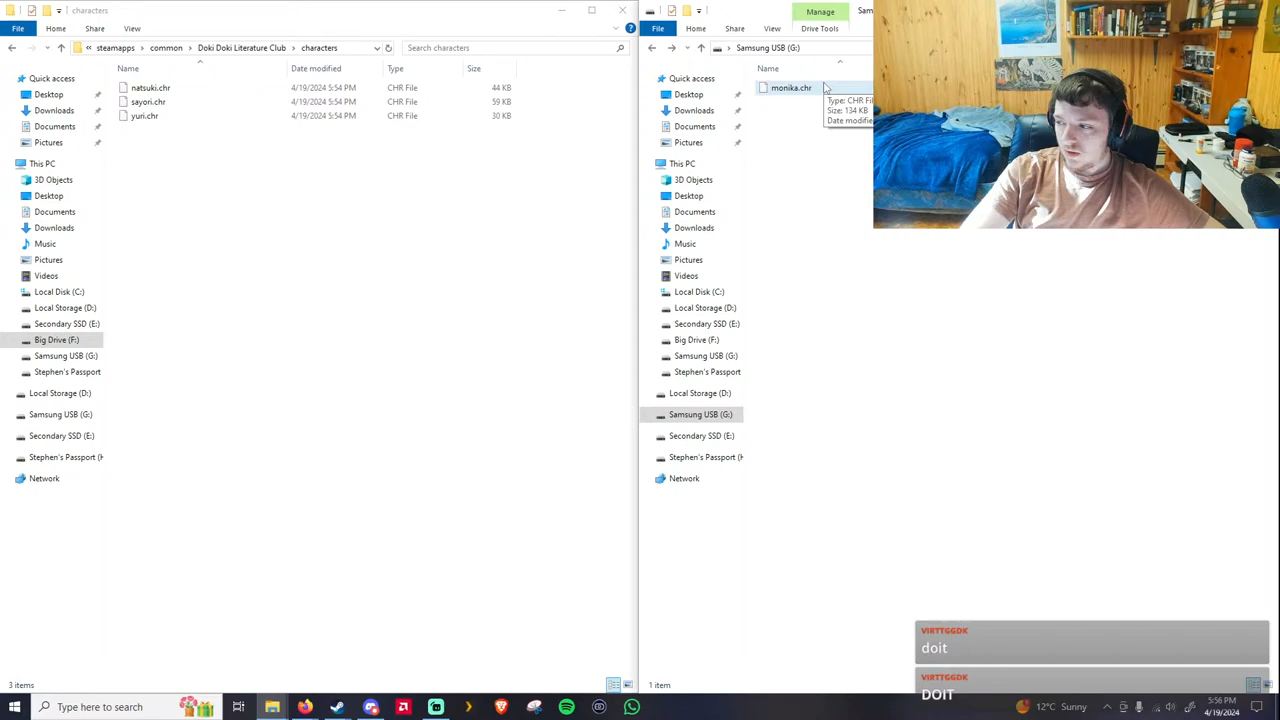 characters
File Home Share View
steamapps common Doki Doki Literature Club characters
Search characters
Name Date modified Type Size
natsuki.chr 4/19/2024 5:54 PM CHR File 44 KB
sayori.chr 4/19/2024 5:54 PM CHR File 59 KB
yuri.chr 4/19/2024 5:54 PM CHR File 30 KB
Quick access
Desktop
Downloads
Documents
Pictures
This PC
3D Objects
Desktop
Documents
Downloads
Music
Pictures
Videos
Local Disk (C:)
Local Storage (D:)
Secondary SSD (E:)
Big Drive (F:)
Samsung USB (G:)
Stephen's Passport
Local Storage (D:)
Samsung USB (G:)
Secondary SSD (E:)
Stephen's Passport (H
Network
3 items
Manage Sam
File Home Share View Drive Tools
Samsung USB (G:)
Name
monika.chr
Type: CHR Fil
Size: 134 KB
Date modifie
Quick access
Desktop
Downloads
Documents
Pictures
This PC
3D Objects
Desktop
Documents
Downloads
Music
Pictures
Videos
Local Disk (C:)
Local Storage (D:)
Secondary SSD (E:)
Big Drive (F:)
Samsung USB (G:)
Stephen's Passport
Local Storage (D:)
Samsung USB (G:)
Secondary SSD (E:)
Stephen's Passport (H
Network
1 item
VIRTTGGDK
doit
VIRTTGGDK
DOIT
Type here to search
12°C Sunny
5:56 PM
4/19/2024